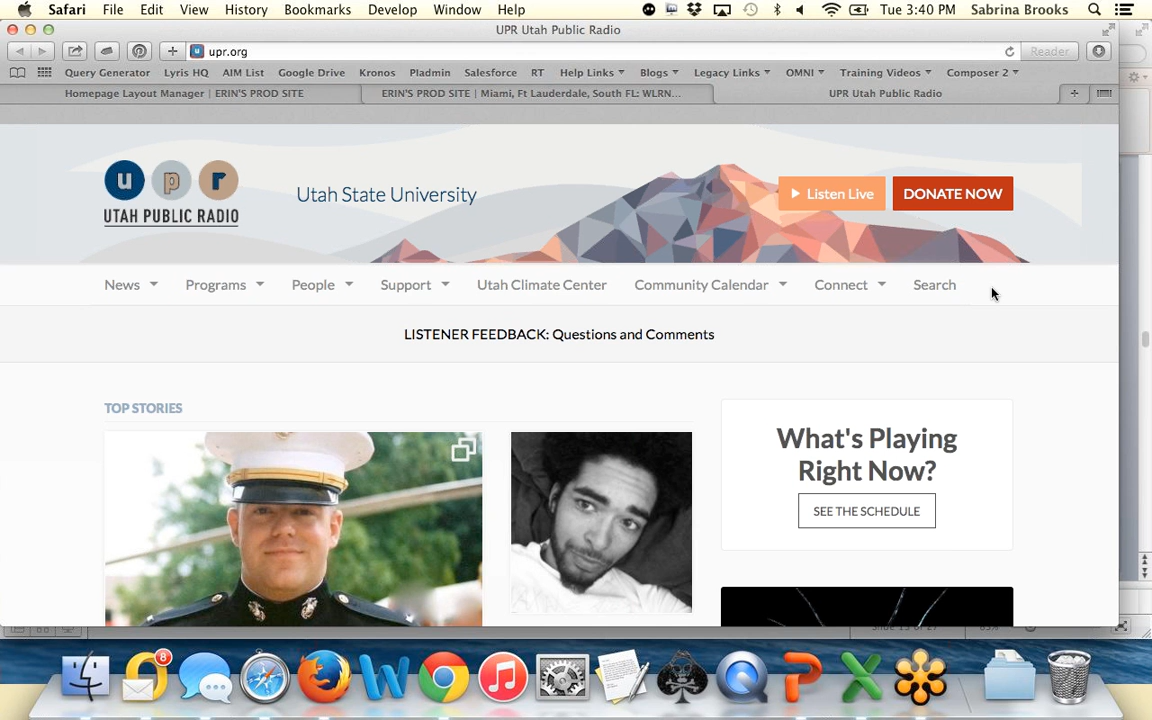 Safari File Edit View History Bookmarks Develop Window Help Tue 3:40 PM Sabrina Brooks
UPR Utah Public Radio
upr.org Reader
Query Generator Lyris HQ AIM List Google Drive Kronos Pladmin Salesforce RT Help Links Blogs Legacy Links OMNI Training Videos Composer 2
Homepage Layout Manager | ERIN'S PROD SITE ERIN'S PROD SITE | Miami, Ft Lauderdale, South FL: WLRN... UPR Utah Public Radio
u p r
UTAH PUBLIC RADIO
Utah State University
Listen Live DONATE NOW
News Programs People Support Utah Climate Center Community Calendar Connect Search
LISTENER FEEDBACK: Questions and Comments
TOP STORIES
What's Playing
Right Now?
SEE THE SCHEDULE
8